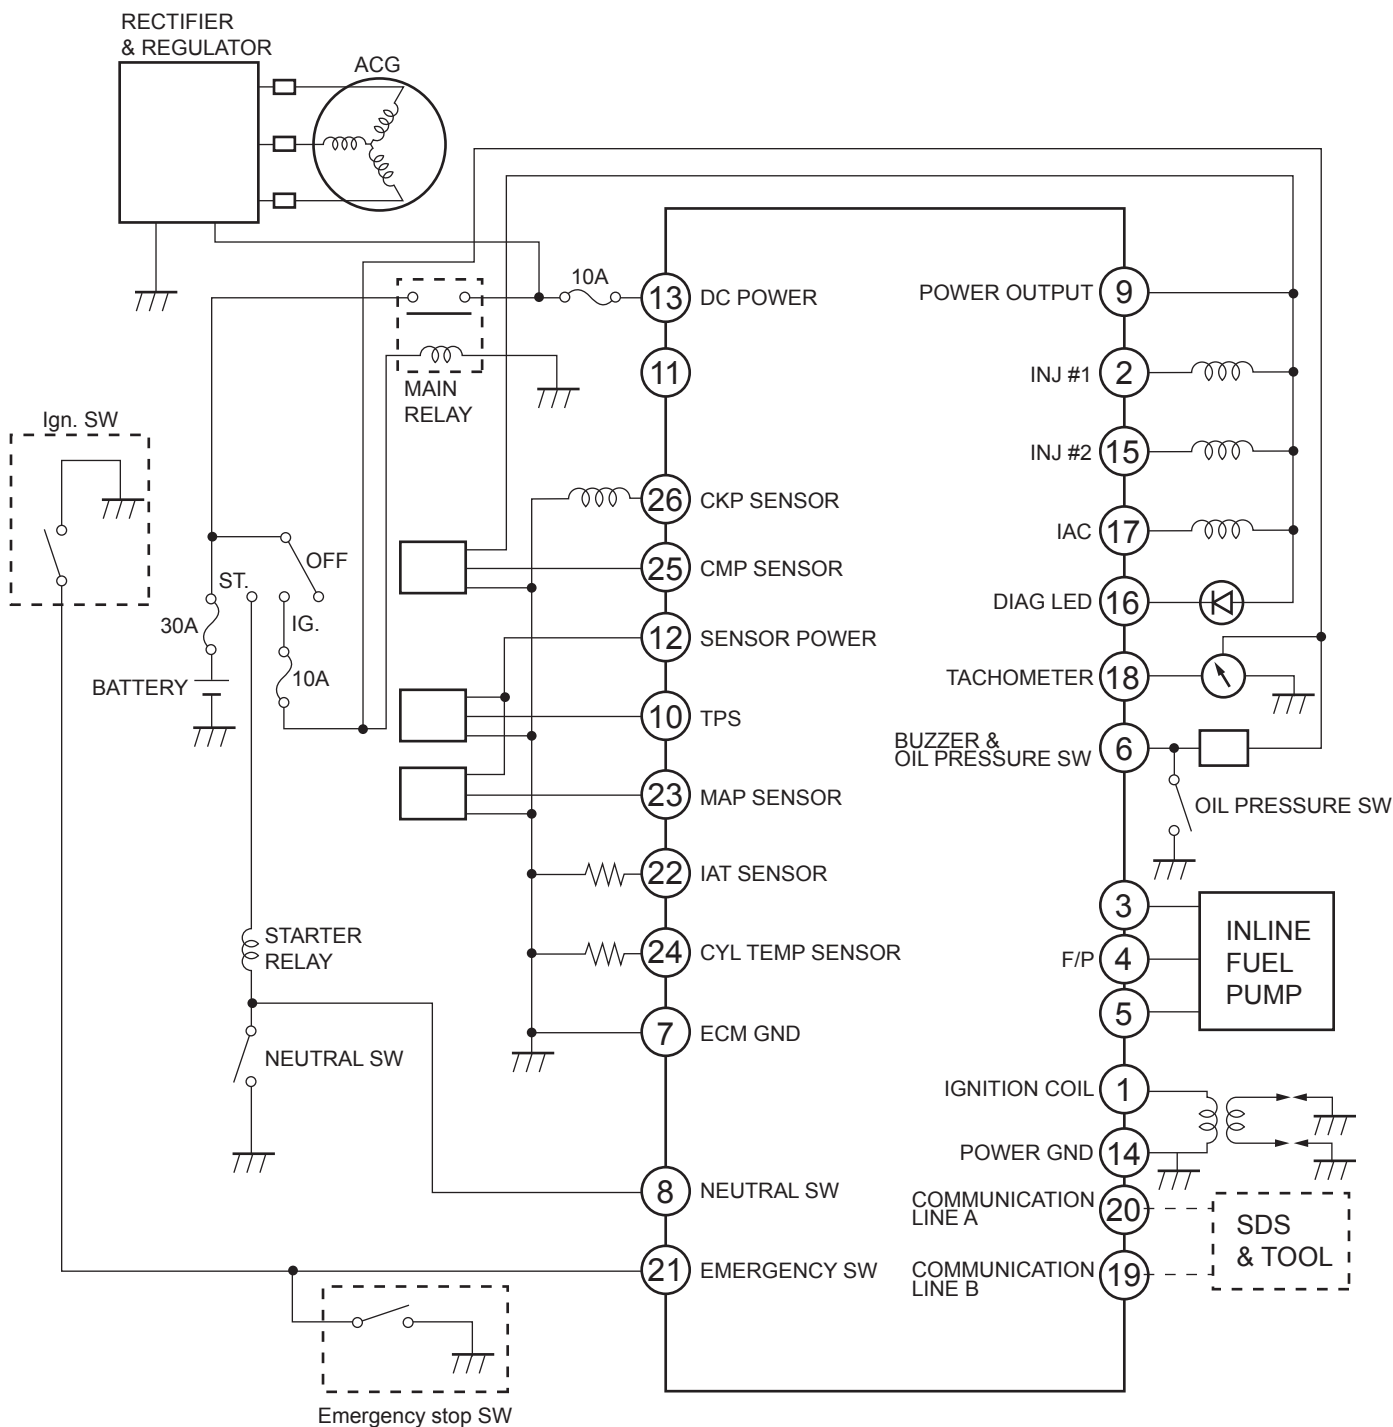 RECTIFIER
& REGULATOR
ACG
10A
13 DC POWER
11
MAIN
RELAY
Ign. SW
26 CKP SENSOR
OFF
25 CMP SENSOR
ST.
30A
IG.
12 SENSOR POWER
BATTERY
10A
10 TPS
23 MAP SENSOR
22 IAT SENSOR
STARTER
RELAY
24 CYL TEMP SENSOR
7 ECM GND
NEUTRAL SW
8 NEUTRAL SW
21 EMERGENCY SW
Emergency stop SW
POWER OUTPUT 9
INJ #1 2
INJ #2 15
IAC 17
DIAG LED 16
TACHOMETER 18
BUZZER &
OIL PRESSURE SW 6
OIL PRESSURE SW
3
F/P 4
5
INLINE
FUEL
PUMP
IGNITION COIL 1
POWER GND 14
COMMUNICATION
LINE A 20
COMMUNICATION
LINE B 19
SDS
& TOOL